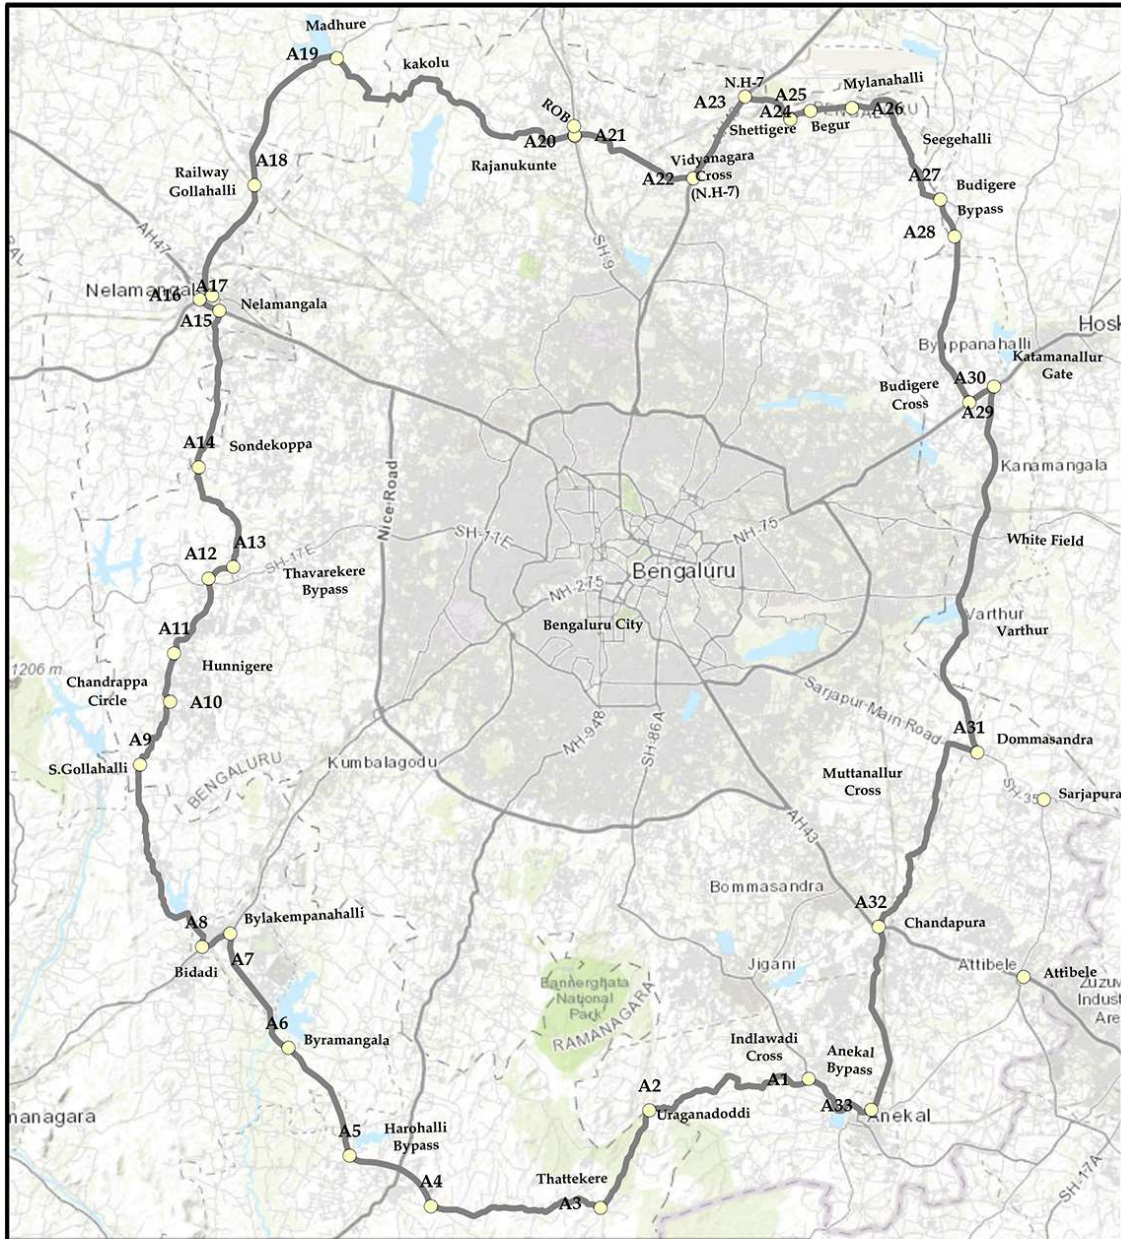 Madhure
A19
kakolu
N.H-7
A23
A25
Mylanahalli
A24
A26
Shettigere
Begur
ROB
A20
A21
Rajanukunte
Seegehalli
Vidyanagara
Cross
(N.H-7)
A22
A18
Railway
Gollahalli
A27
Budigere
Bypass
A28
AH47
SH-9
Nelamangal
A16
A17
A15
Nelamangala
Hosk
Byappanahalli
A30
Katamanallur
Gate
Budigere
Cross
A29
A14
Sondekoppa
Nice Road
Kanamangala
A12
A13
SH-17E
Thavarekere
Bypass
SH-11E
NH-75
White Field
Bengaluru
NH-275
Bengaluru City
Varthur
Varthur
A11
Hunnigere
1206 m
Chandrappa
Circle
A10
A9
S.Gollahalli
BENGALURU
Kumbalagodu
NH-948
SH-86A
Sarjapur Main Road
A31
Dommasandra
Muttanallur
Cross
SH-35
Sarjapura
AH43
Bommasandra
A32
Chandapura
A8
Bylakempanahalli
A7
Bidadi
Jigani
Attibele
Attibele
Bannerghata
National
Park
RAMANAGARA
Indust
Are
A6
Byramangala
Indlawadi
Cross
A1
Anekal
Bypass
A2
Uraganadoddi
A33
Anekal
manaagara
A5
Harohalli
Bypass
A4
Thattekere
A3
SH-17A